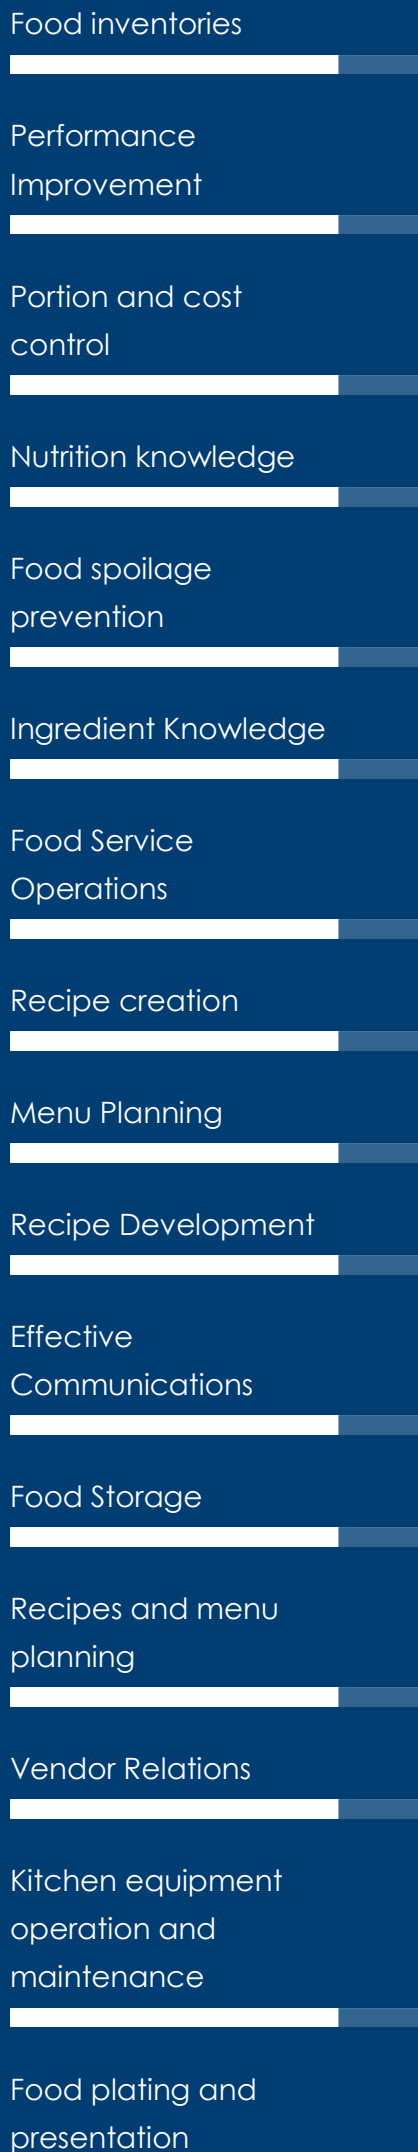 Food inventories
Performance
Improvement
Portion and cost
control
Nutrition knowledge
Food spoilage
prevention
Ingredient Knowledge
Food Service
Operations
Recipe creation
Menu Planning
Recipe Development
Effective
Communications
Food Storage
Recipes and menu
planning
Vendor Relations
Kitchen equipment
operation and
maintenance
Food plating and
presentation